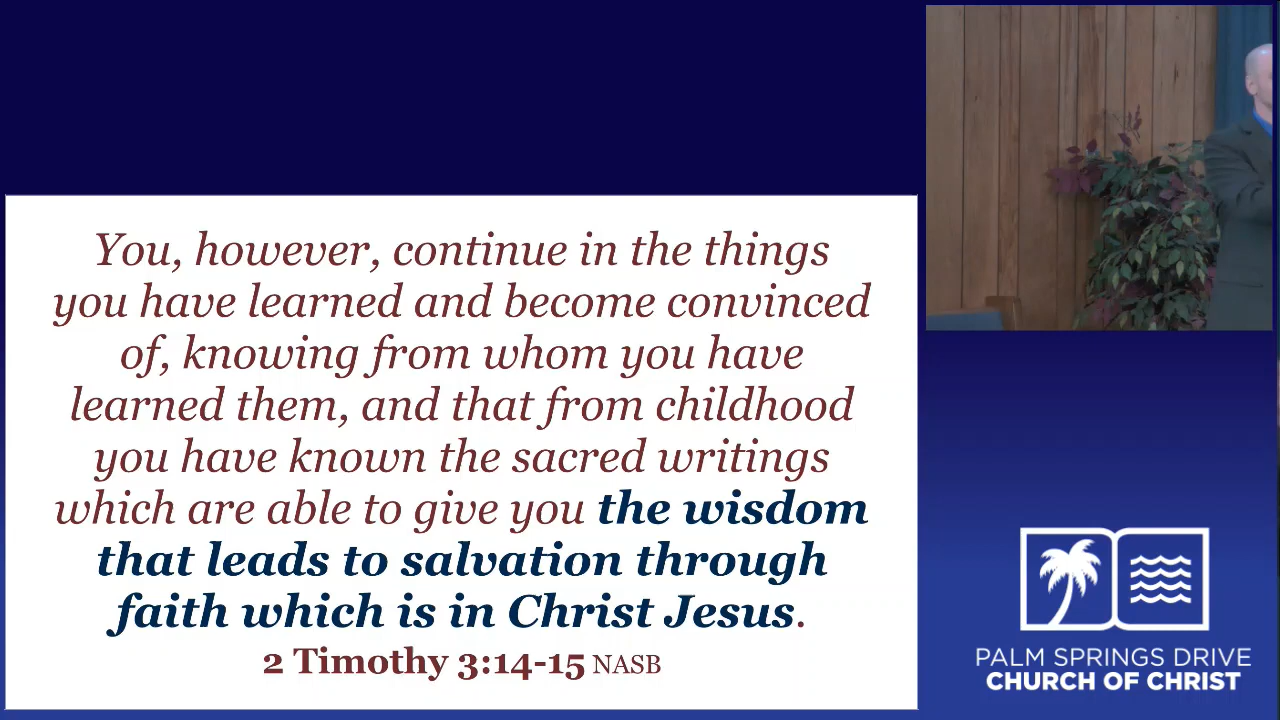 You, however, continue in the things
you have learned and become convinced
of, knowing from whom you have
learned them, and that from childhood
you have known the sacred writings
which are able to give you the wisdom
that leads to salvation through
faith which is in Christ Jesus.
2 Timothy 3:14-15 NASB
PALM SPRINGS DRIVE
CHURCH OF CHRIST